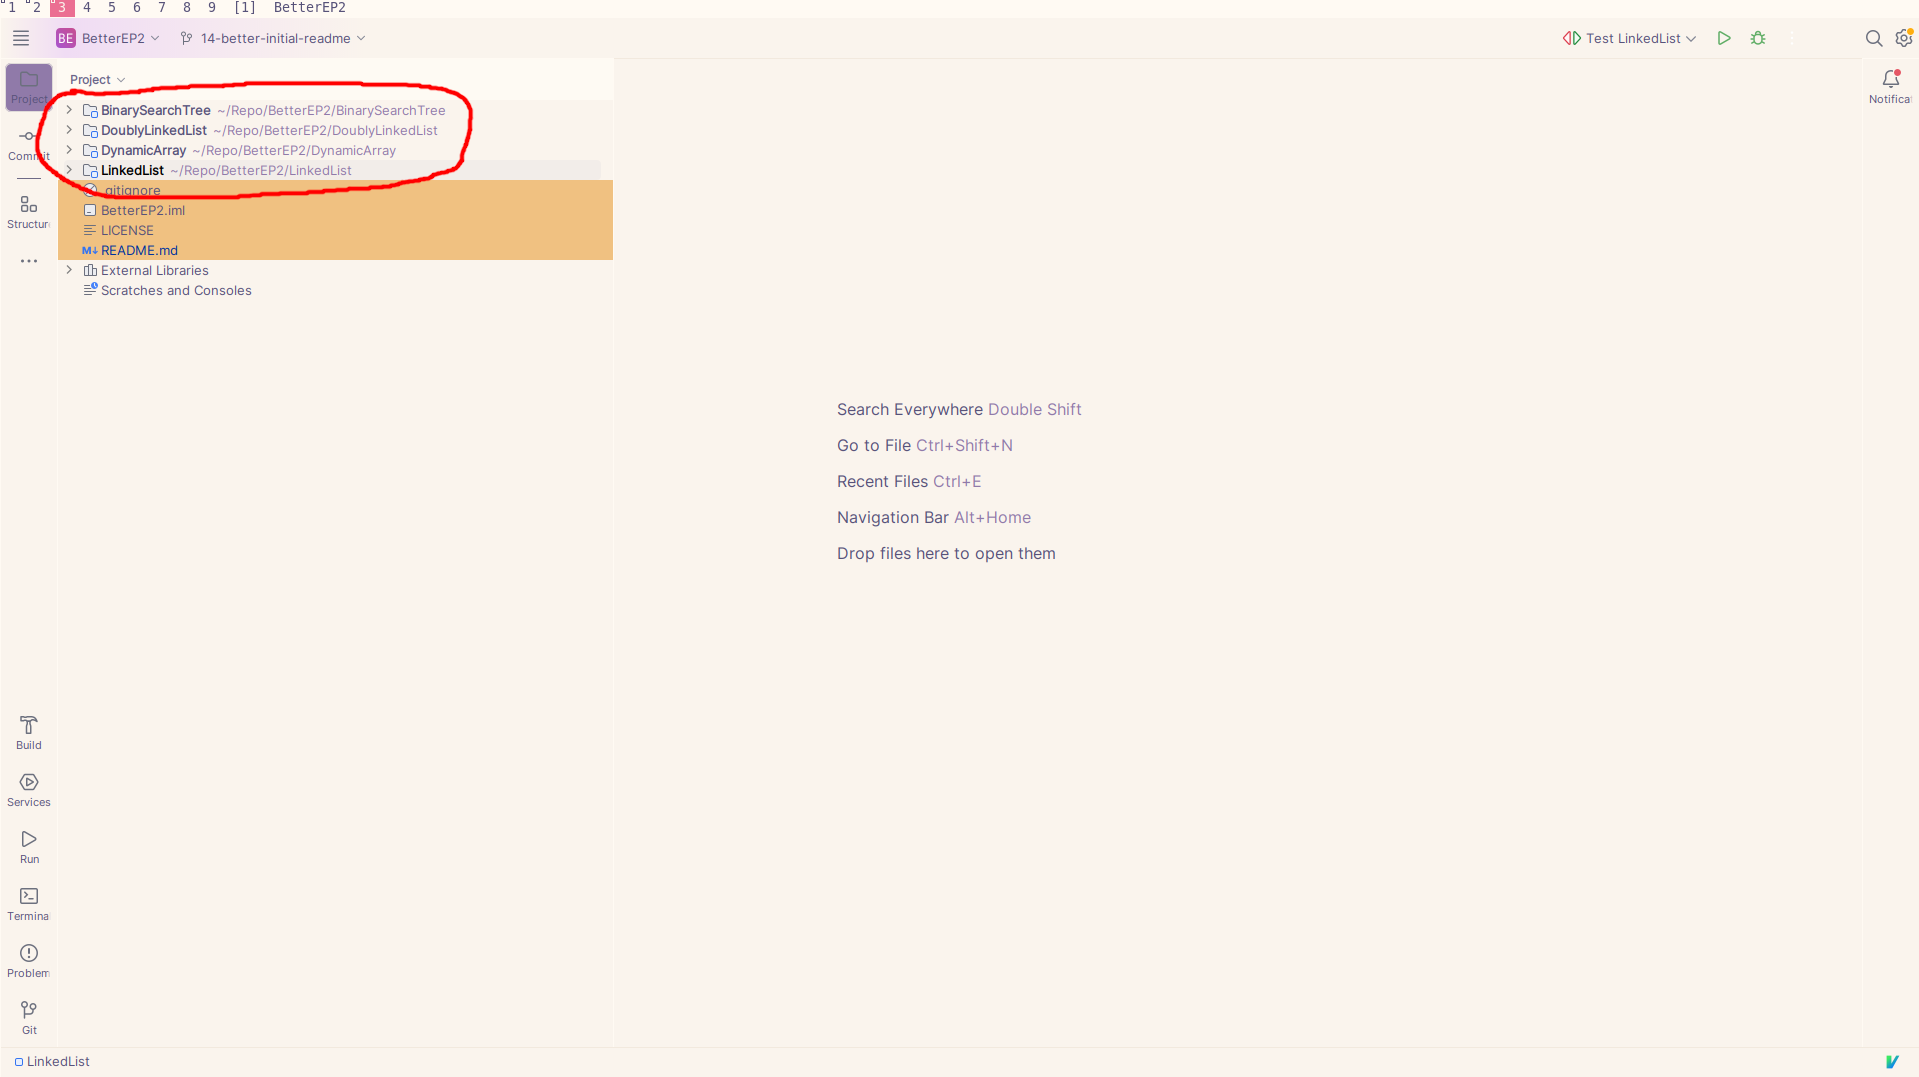 1 2 3 4 5 6 7 8 9 [1] BetterEP2
BE BetterEP2 14-better-initial-readme Test LinkedList
Project
Project
BinarySearchTree ~/Repo/BetterEP2/BinarySearchTree
DoublyLinkedList ~/Repo/BetterEP2/DoublyLinkedList
DynamicArray ~/Repo/BetterEP2/DynamicArray
LinkedList ~/Repo/BetterEP2/LinkedList
.gitignore
BetterEP2.iml
LICENSE
M↓ README.md
External Libraries
Scratches and Consoles
Commit
Structur
Notificat
Search Everywhere Double Shift
Go to File Ctrl+Shift+N
Recent Files Ctrl+E
Navigation Bar Alt+Home
Drop files here to open them
Build
Services
Run
Termina
Problem
Git
LinkedList